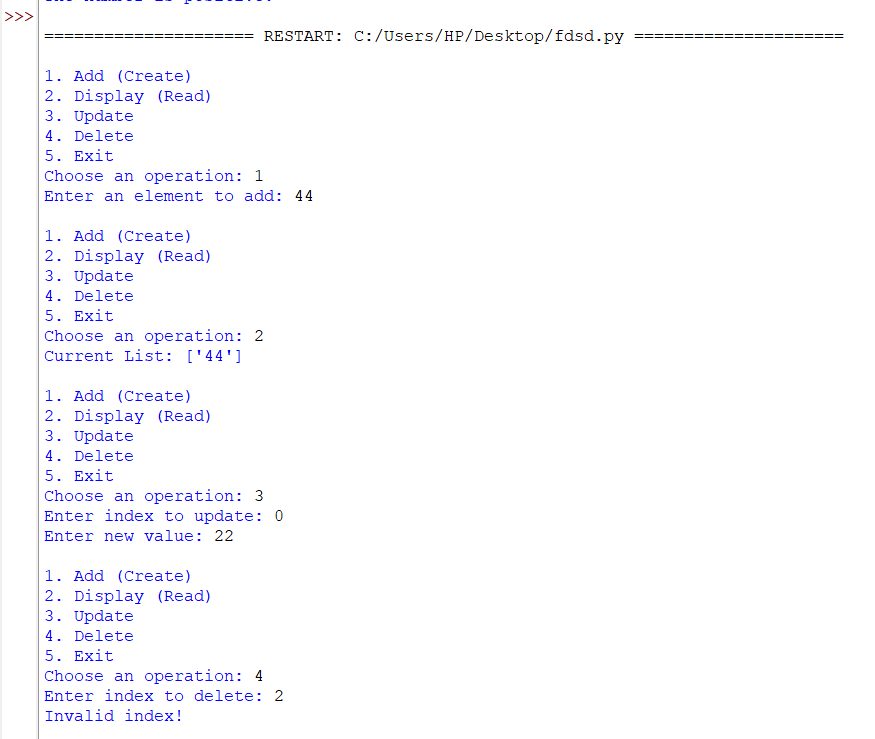 >>>
===================== RESTART: C:/Users/HP/Desktop/fdsd.py =====================

1. Add (Create)
2. Display (Read)
3. Update
4. Delete
5. Exit
Choose an operation: 1
Enter an element to add: 44

1. Add (Create)
2. Display (Read)
3. Update
4. Delete
5. Exit
Choose an operation: 2
Current List: ['44']

1. Add (Create)
2. Display (Read)
3. Update
4. Delete
5. Exit
Choose an operation: 3
Enter index to update: 0
Enter new value: 22

1. Add (Create)
2. Display (Read)
3. Update
4. Delete
5. Exit
Choose an operation: 4
Enter index to delete: 2
Invalid index!